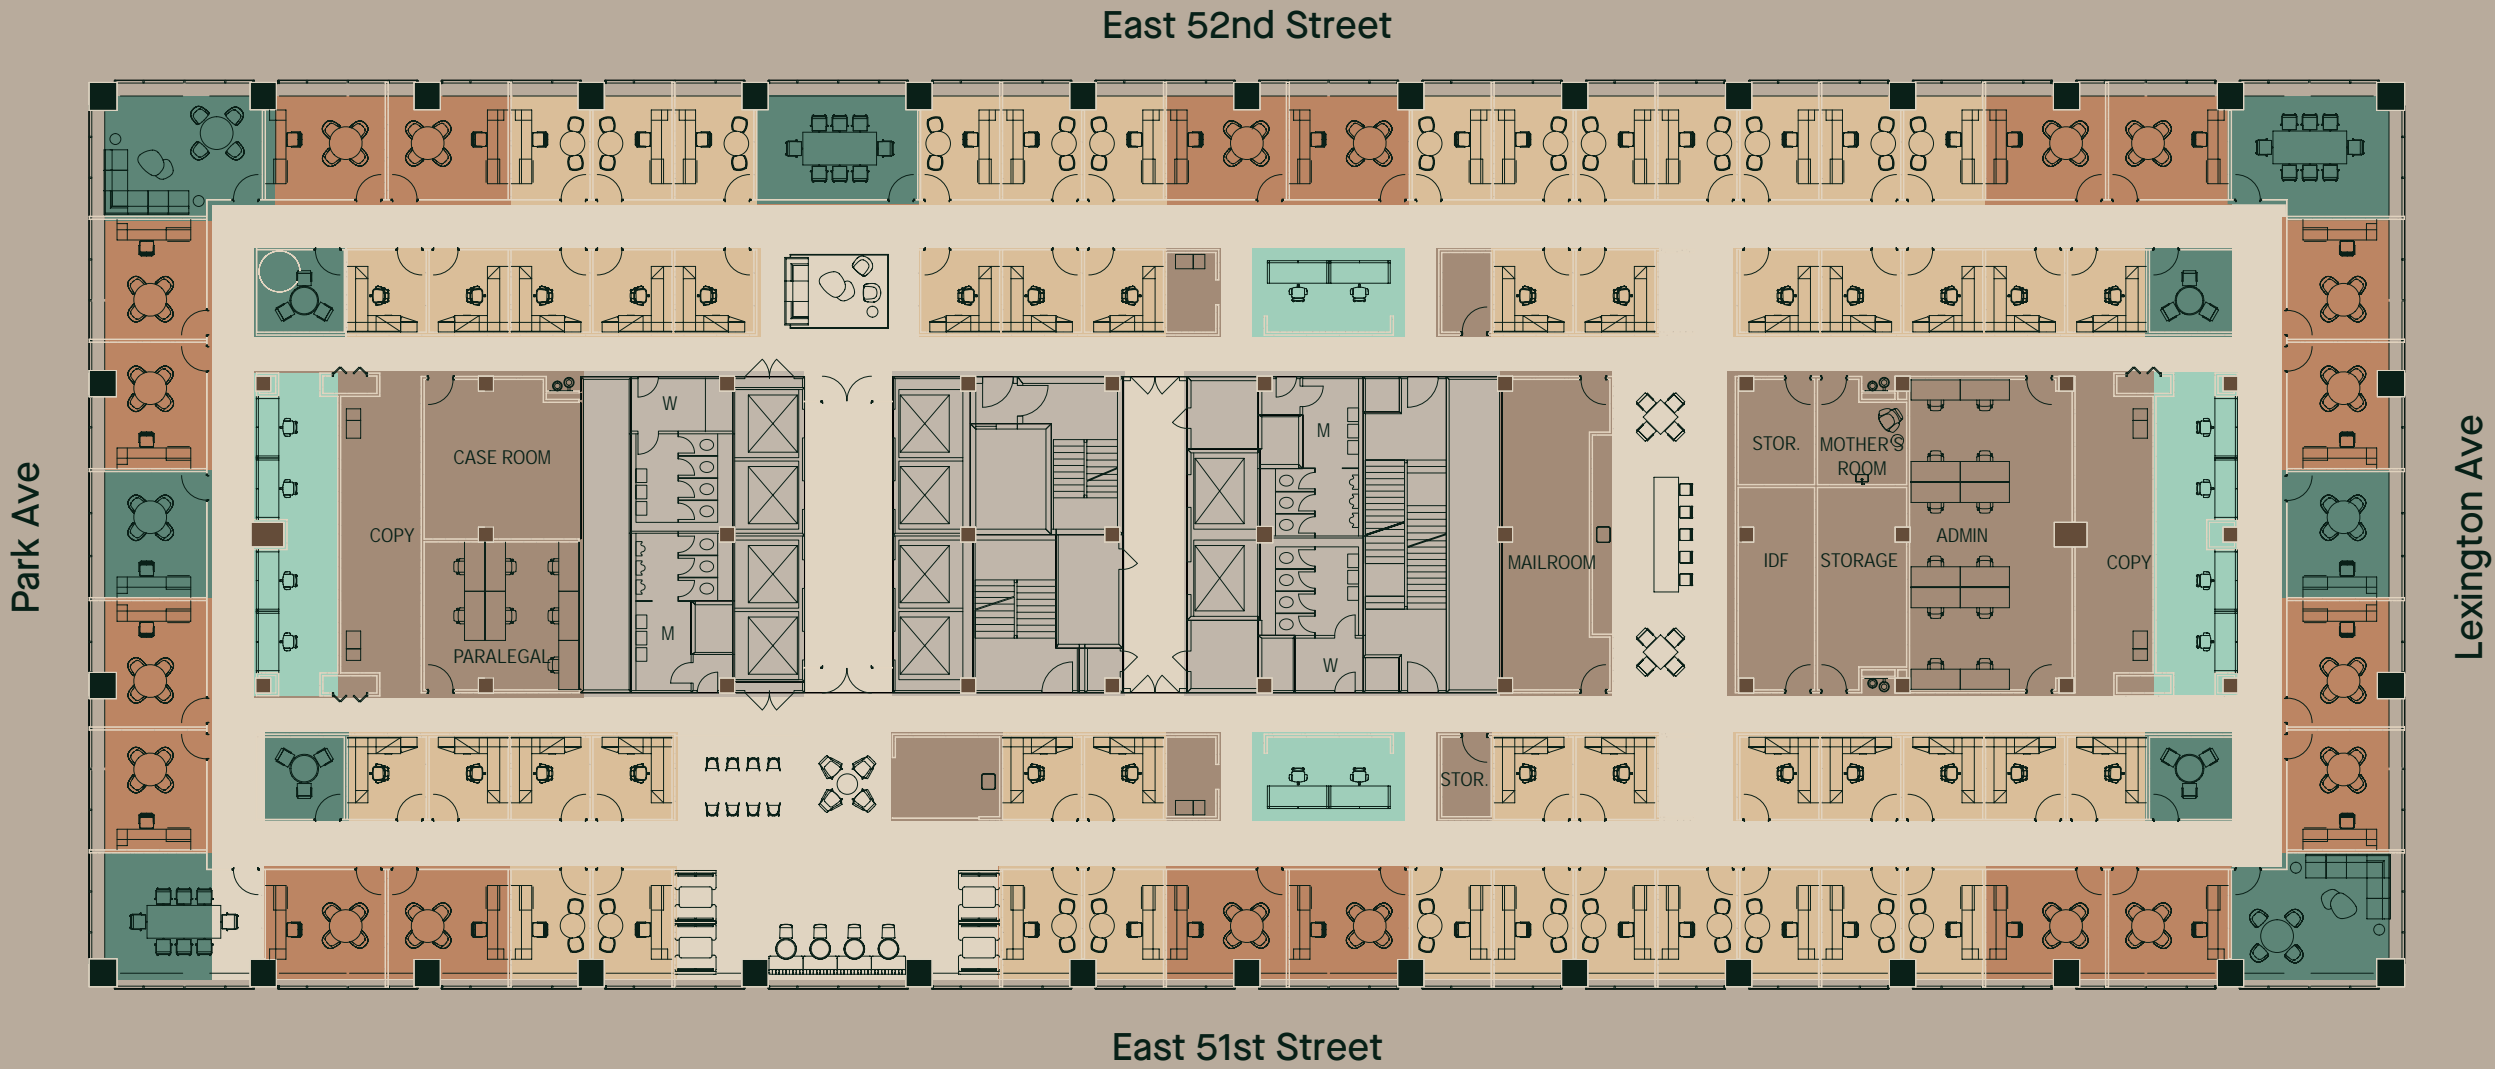 East 52nd Street
Park Ave
Lexington Ave
W
CASE ROOM
COPY
PARALEGAL
M
M
W
MAILROOM
STOR.
MOTHER'S
ROOM
IDF
STORAGE
ADMIN
COPY
STOR.
East 51st Street